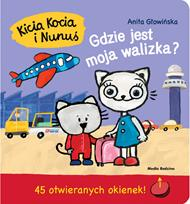 Anita Głowińska
Kicia Kocia
i Nunuś
Gdzie jest
moja walizka?
Media Rodzina
45 otwieranych okienek!